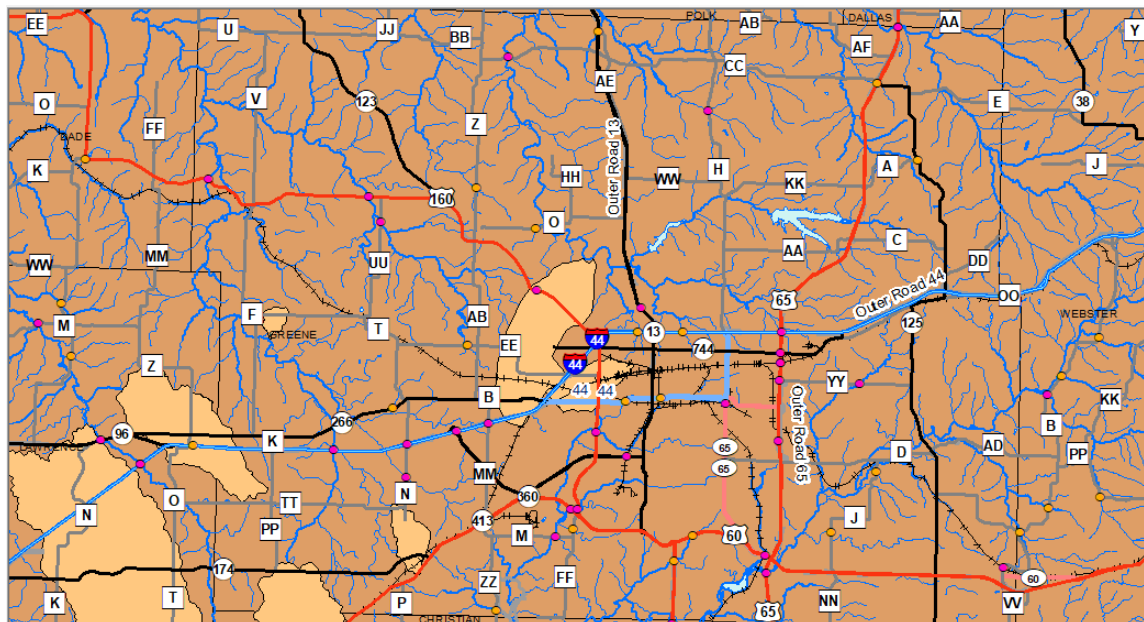 EE
U
JJ
BB
POLK
AB
DALLAS
AA
Y
AF
CC
AE
O
V
123
Z
E
38
FF
Outer Road 13
DADE
K
HH
WW
H
KK
A
J
160
O
MM
UU
AA
C
DD
WW
65
Outer Road 44
OO
M
F
T
AB
GREENE
44
13
125
WEBSTER
EE
744
Z
44
YY
44
44
KK
B
Outer Road 65
B
96
266
K
LAWRENCE
65
D
AD
PP
65
MM
N
N
O
TT
360
413
PP
M
60
J
174
FF
60
K
T
P
ZZ
NN
VV
65
CHRISTIAN